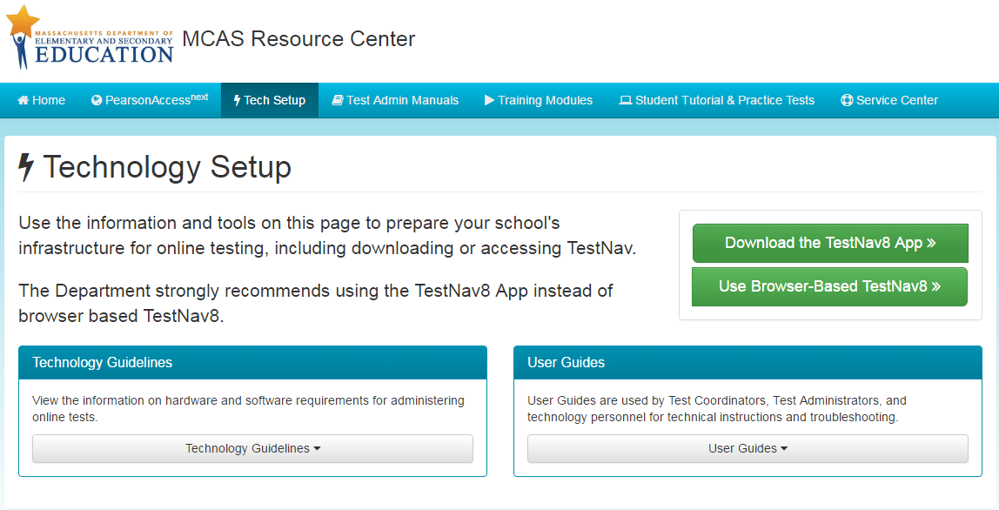 MASSACHUSETTS DEPARTMENT OF
ELEMENTARY AND SECONDARY
EDUCATION
MCAS Resource Center
Home
PearsonAccessnext
Tech Setup
Test Admin Manuals
Training Modules
Student Tutorial & Practice Tests
Service Center
Technology Setup
Use the information and tools on this page to prepare your school's
infrastructure for online testing, including downloading or accessing TestNav.
The Department strongly recommends using the TestNav8 App instead of
browser based TestNav8.
Download the TestNav8 App »
Use Browser-Based TestNav8 »
Technology Guidelines
View the information on hardware and software requirements for administering
online tests.
Technology Guidelines
User Guides
User Guides are used by Test Coordinators, Test Administrators, and
technology personnel for technical instructions and troubleshooting.
User Guides